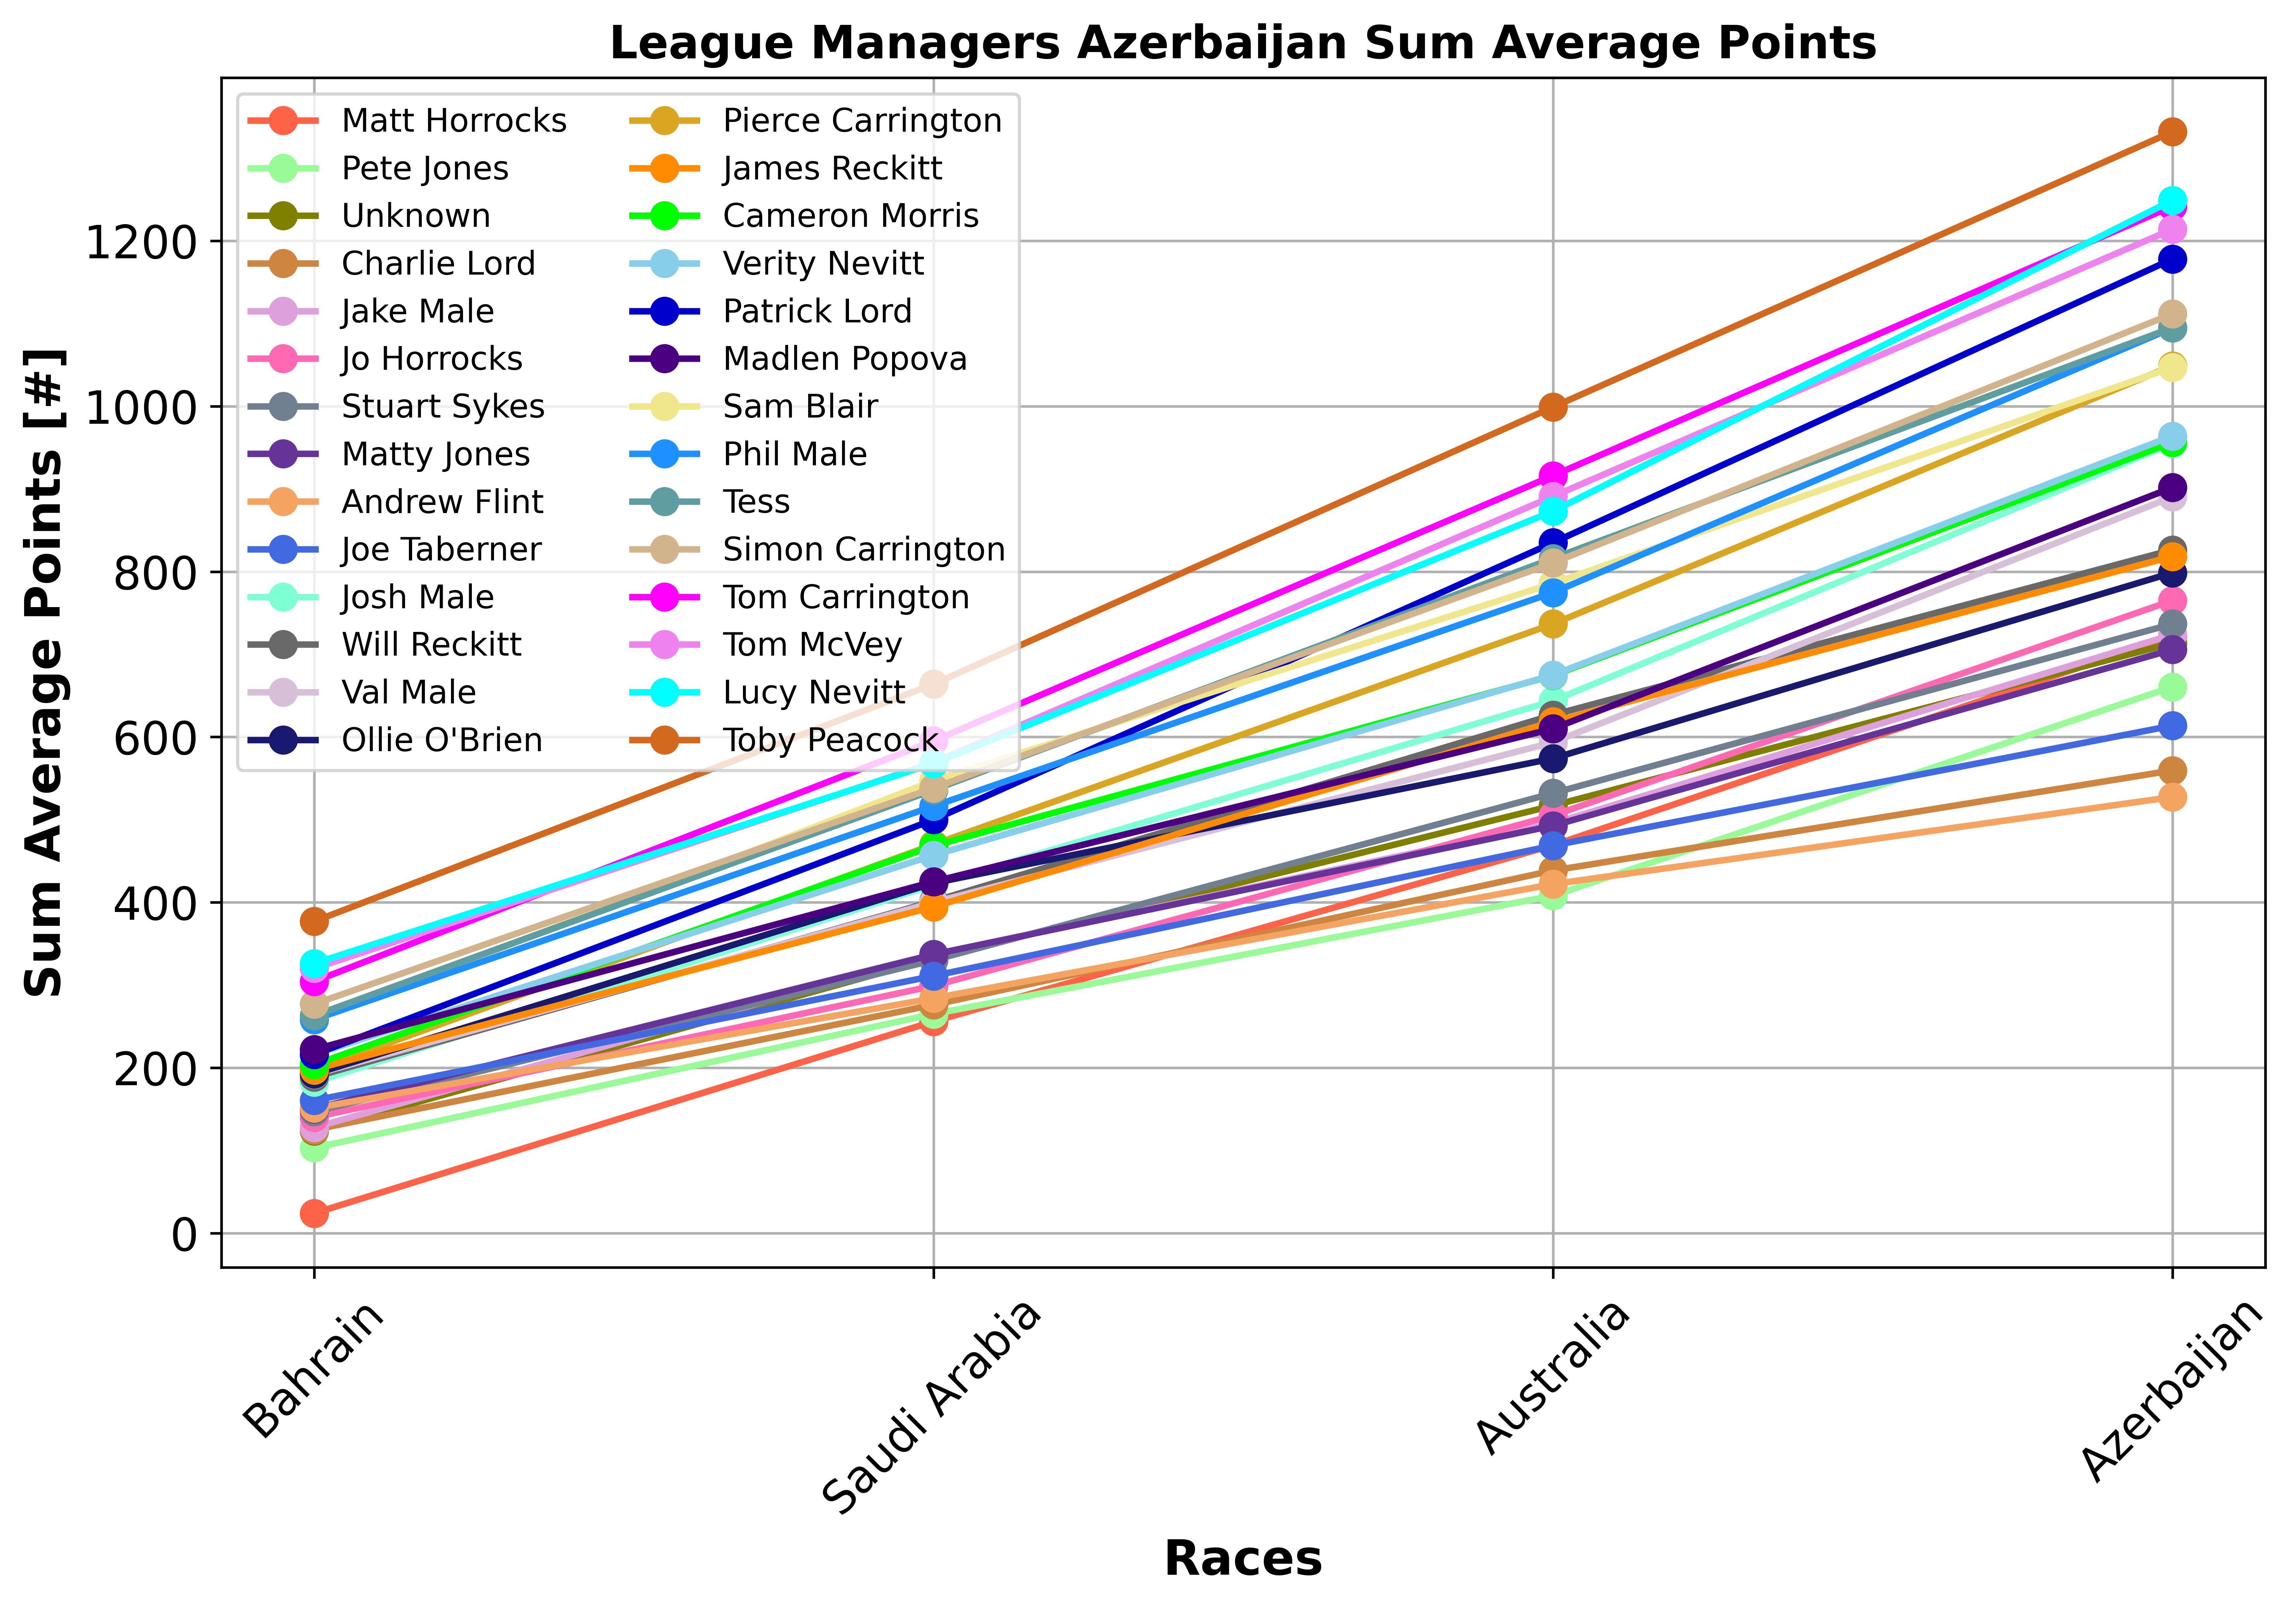 League Managers Azerbaijan Sum Average Points
Sum Average Points [#]
1200
1000
800
600
400
200
0
Matt Horrocks
Pete Jones
Unknown
Charlie Lord
Jake Male
Jo Horrocks
Stuart Sykes
Matty Jones
Andrew Flint
Joe Taberner
Josh Male
Will Reckitt
Val Male
Ollie O'Brien
Pierce Carrington
James Reckitt
Cameron Morris
Verity Nevitt
Patrick Lord
Madlen Popova
Sam Blair
Phil Male
Tess
Simon Carrington
Tom Carrington
Tom McVey
Lucy Nevitt
Toby Peacock
Bahrain
Saudi Arabia
Australia
Azerbaijan
Races